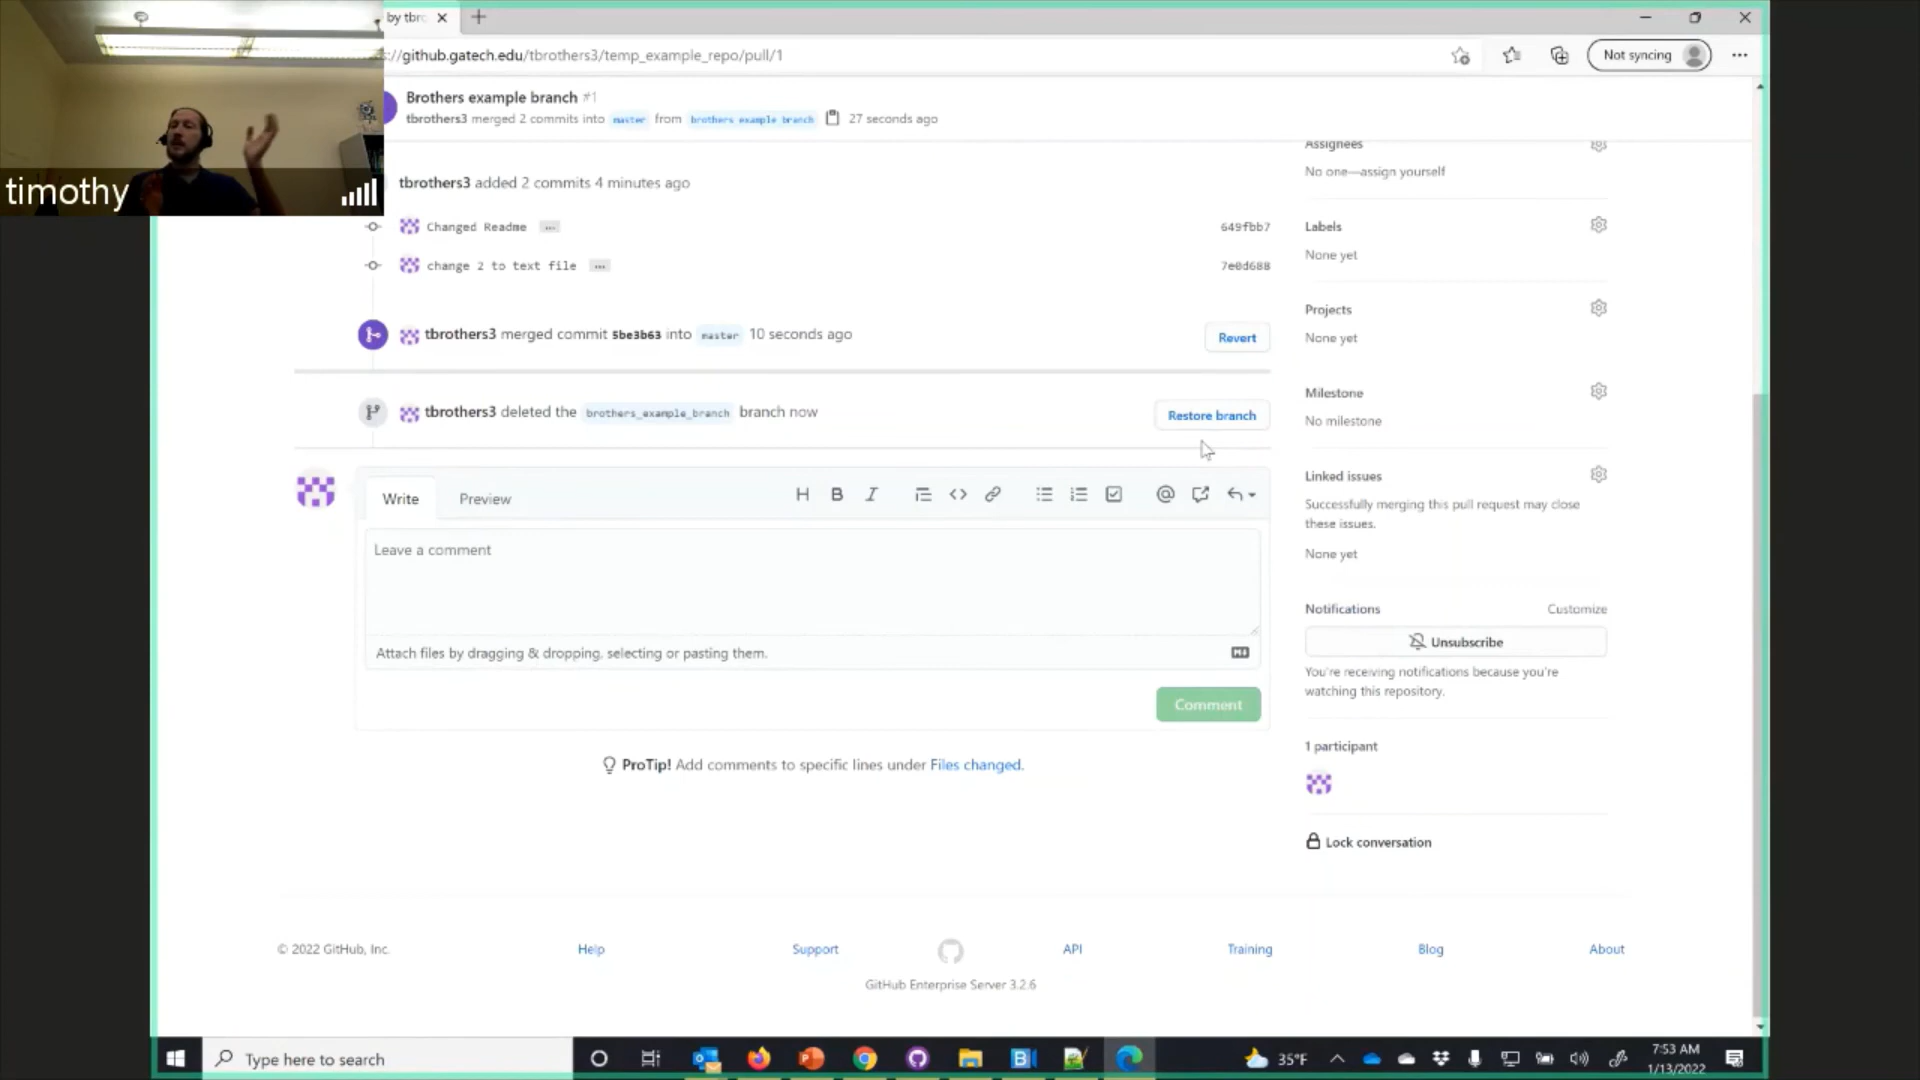 by tbr
://github.gatech.edu/tbrothers3/temp_example_repo/pull/1
Not syncing
Brothers example branch #1
tbrothers3 merged 2 commits into master from brothers_example_branch 27 seconds ago
timothy
tbrothers3 added 2 commits 4 minutes ago
Changed Readme ...
649fbb7
change 2 to text file ...
7e0d688
tbrothers3 merged commit 5be3b63 into master 10 seconds ago
Revert
tbrothers3 deleted the brothers_example_branch branch now
Restore branch
Write
Preview
H B I
Leave a comment
Attach files by dragging & dropping, selecting or pasting them.
Comment
ProTip! Add comments to specific lines under Files changed.
Assignees
No one—assign yourself
Labels
None yet
Projects
None yet
Milestone
No milestone
Linked issues
Successfully merging this pull request may close
these issues.
None yet
Notifications
Customize
Unsubscribe
You're receiving notifications because you're
watching this repository.
1 participant
Lock conversation
© 2022 GitHub, Inc.
Help
Support
API
Training
Blog
About
GitHub Enterprise Server 3.2.6
Type here to search
35°F
7:53 AM
1/13/2022